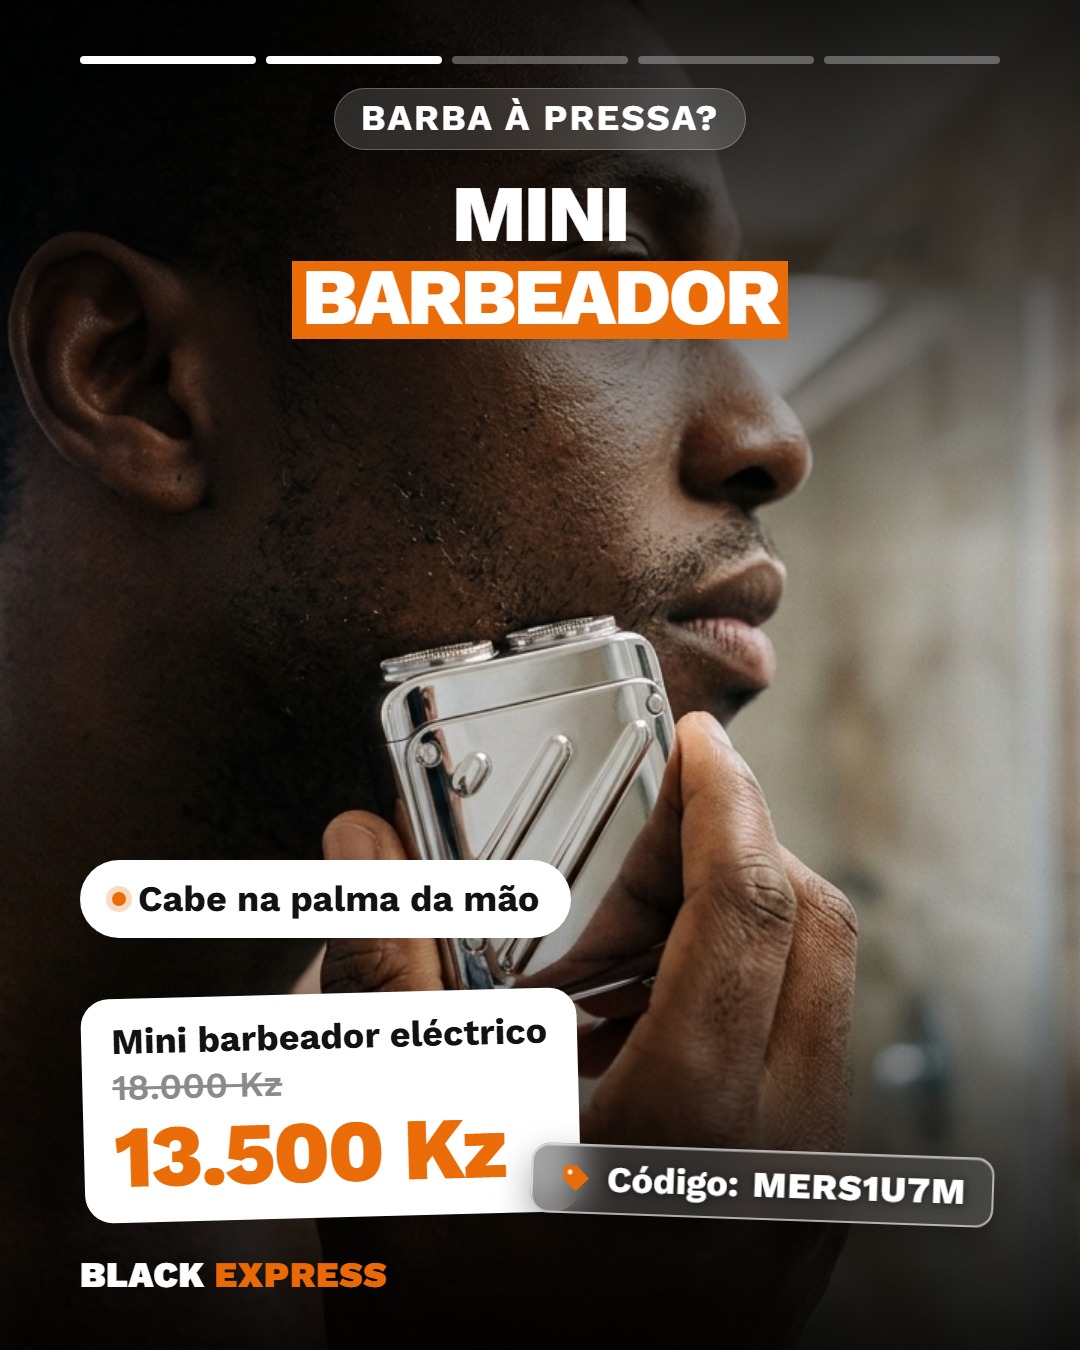 BARBA À PRESSA?
MINI
BARBEADOR
Cabe na palma da mão
Mini barbeador eléctrico
18.000 Kz
13.500 Kz
Código: MERS1U7M
BLACK EXPRESS